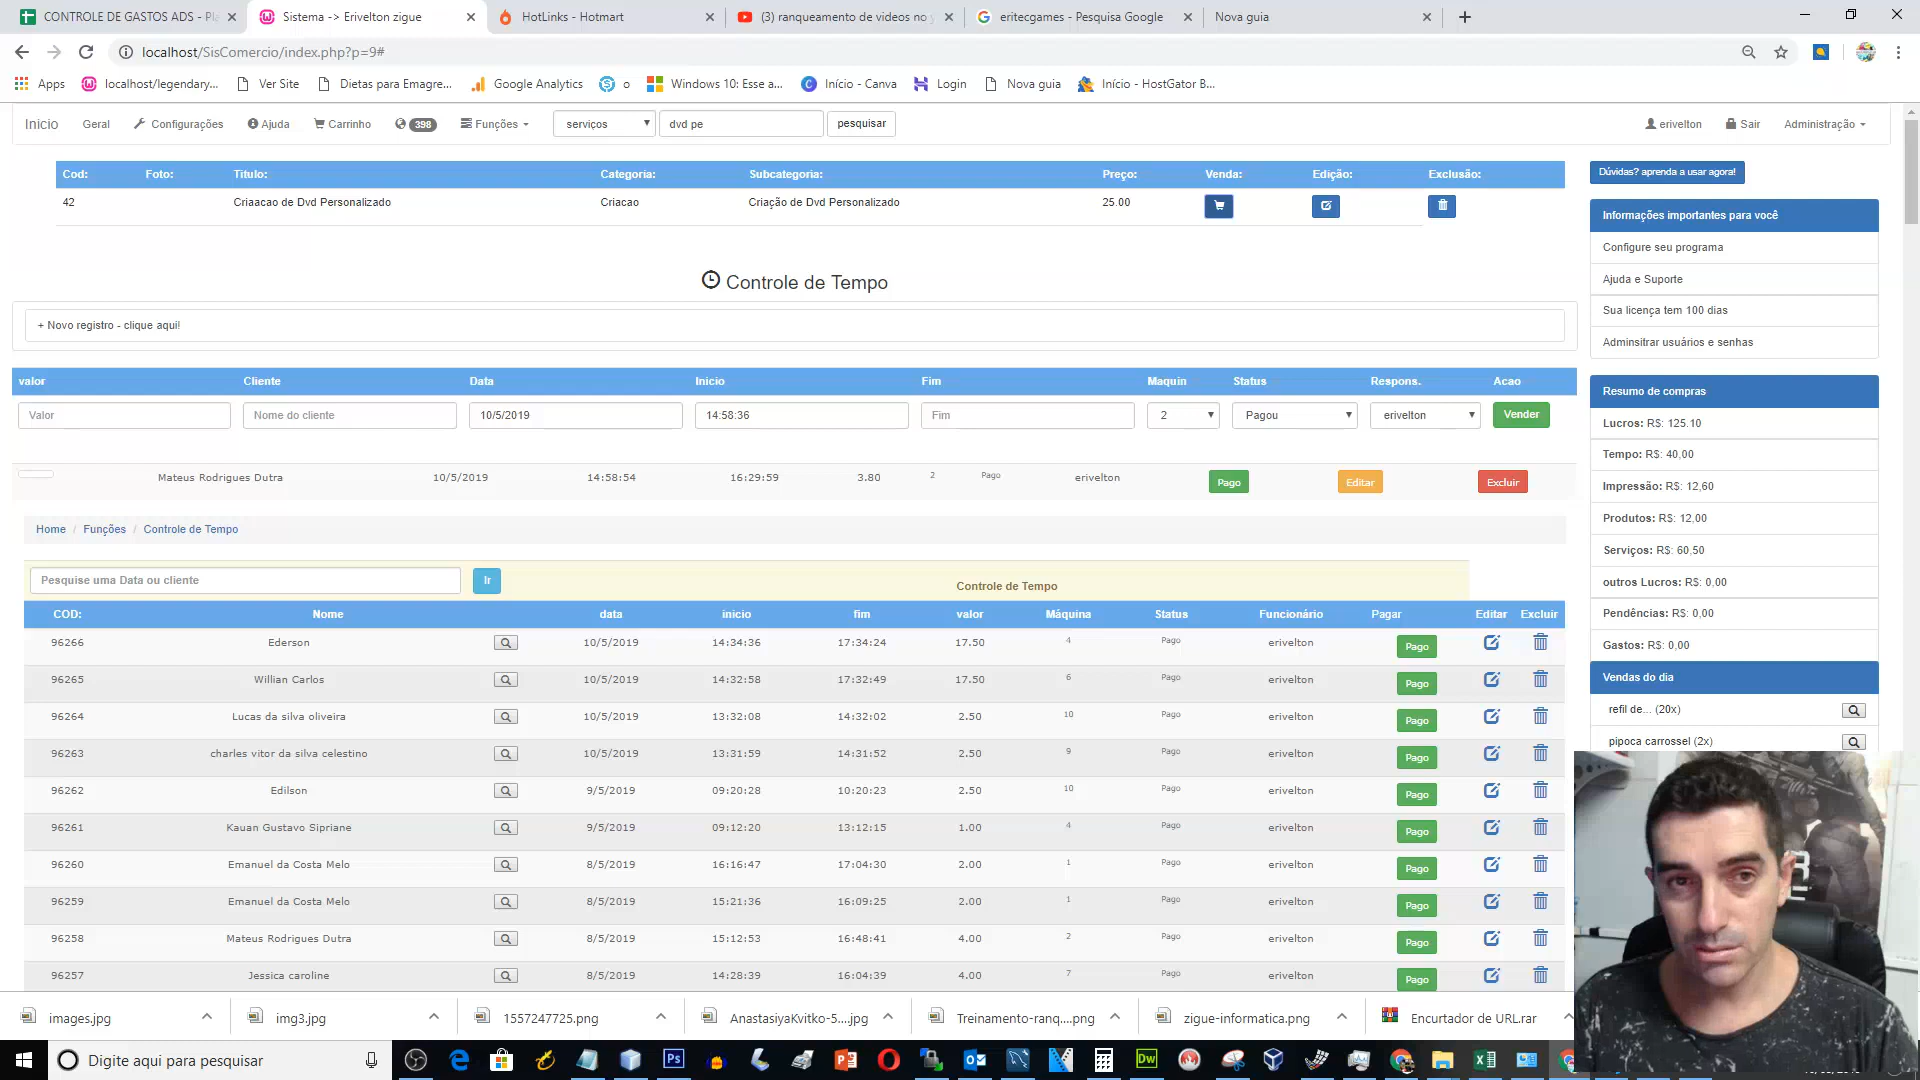 CONTROLE DE GASTOS ADS - Pla
Sistema -> Erivelton zigue
HotLinks - Hotmart
(3) ranqueamento de videos no y
eritecgames - Pesquisa Google
Nova guia
localhost/SisComercio/index.php?p=9#
Apps
localhost/legendary...
Ver Site
Dietas para Emagre...
Google Analytics
o
Windows 10: Esse a...
Início - Canva
Login
Nova guia
Início - HostGator B...
Inicio
Geral
Configurações
Ajuda
Carrinho
398
Funções
serviços
dvd pe
pesquisar
erivelton
Sair
Administração
Cod: Foto: Titulo: Categoria: Subcategoria: Preço: Venda: Edição: Exclusão:
42 Criaacao de Dvd Personalizado Criacao Criação de Dvd Personalizado 25.00
Controle de Tempo
+ Novo registro - clique aqui!
valor Cliente Data Inicio Fim Maquin Status Respons. Acao
Valor Nome do cliente 10/5/2019 14:58:36 Fim 2 Pagou erivelton Vender
Mateus Rodrigues Dutra 10/5/2019 14:58:54 16:29:59 3.80 2 Pago erivelton Pago Editar Excluir
Home / Funções / Controle de Tempo
Pesquise uma Data ou cliente Ir Controle de Tempo
COD: Nome data inicio fim valor Máquina Status Funcionário Pagar Editar Excluir
96266 Ederson 10/5/2019 14:34:36 17:34:24 17.50 4 Pago erivelton Pago
96265 Willian Carlos 10/5/2019 14:32:58 17:32:49 17.50 6 Pago erivelton Pago
96264 Lucas da silva oliveira 10/5/2019 13:32:08 14:32:02 2.50 10 Pago erivelton Pago
96263 charles vitor da silva celestino 10/5/2019 13:31:59 14:31:52 2.50 9 Pago erivelton Pago
96262 Edilson 9/5/2019 09:20:28 10:20:23 2.50 10 Pago erivelton Pago
96261 Kauan Gustavo Sipriane 9/5/2019 09:12:20 13:12:15 1.00 4 Pago erivelton Pago
96260 Emanuel da Costa Melo 8/5/2019 16:16:47 17:04:30 2.00 1 Pago erivelton Pago
96259 Emanuel da Costa Melo 8/5/2019 15:21:36 16:09:25 2.00 1 Pago erivelton Pago
96258 Mateus Rodrigues Dutra 8/5/2019 15:12:53 16:48:41 4.00 2 Pago erivelton Pago
96257 Jessica caroline 8/5/2019 14:28:39 16:04:39 4.00 7 Pago erivelton Pago
Dúvidas? aprenda a usar agora!
Informações importantes para você
Configure seu programa
Ajuda e Suporte
Sua licença tem 100 dias
Adminsitrar usuários e senhas
Resumo de compras
Lucros: R$: 125.10
Tempo: R$: 40,00
Impressão: R$: 12,60
Produtos: R$: 12,00
Serviços: R$: 60,50
outros Lucros: R$: 0,00
Pendências: R$: 0,00
Gastos: R$: 0,00
Vendas do dia
refil de... (20x)
pipoca carrossel (2x)
images.jpg
img3.jpg
1557247725.png
AnastasiyaKvitko-5....jpg
Treinamento-ranq....png
zigue-informatica.png
Encurtador de URL.rar
Digite aqui para pesquisar